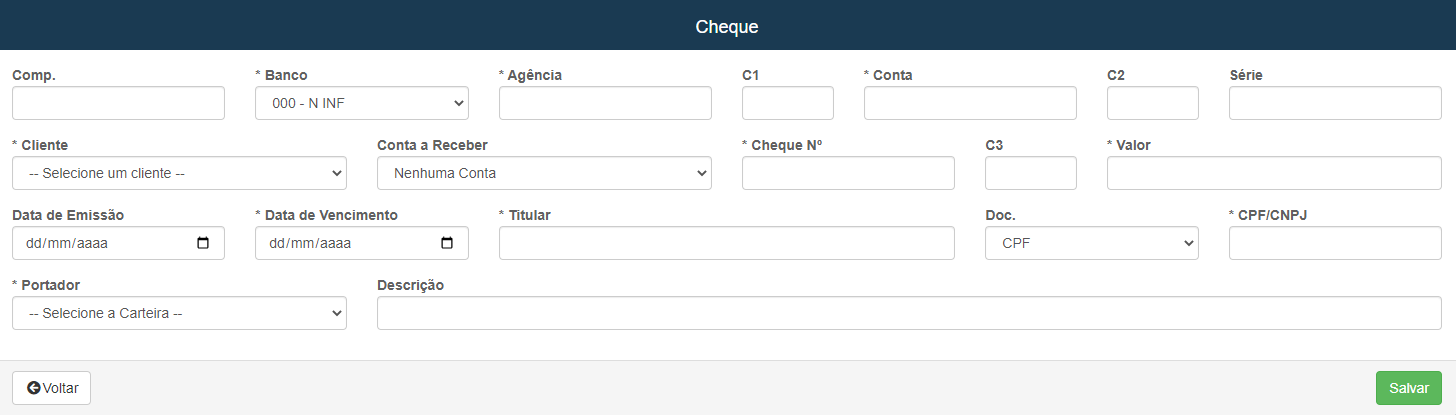 Cheque
Comp. * Banco * Agência C1 * Conta C2 Série
000 - N INF
* Cliente Conta a Receber * Cheque Nº C3 * Valor
-- Selecione um cliente -- Nenhuma Conta
Data de Emissão * Data de Vencimento * Titular Doc. * CPF/CNPJ
dd/mm/aaaa dd/mm/aaaa CPF
* Portador Descrição
-- Selecione a Carteira --
Voltar Salvar